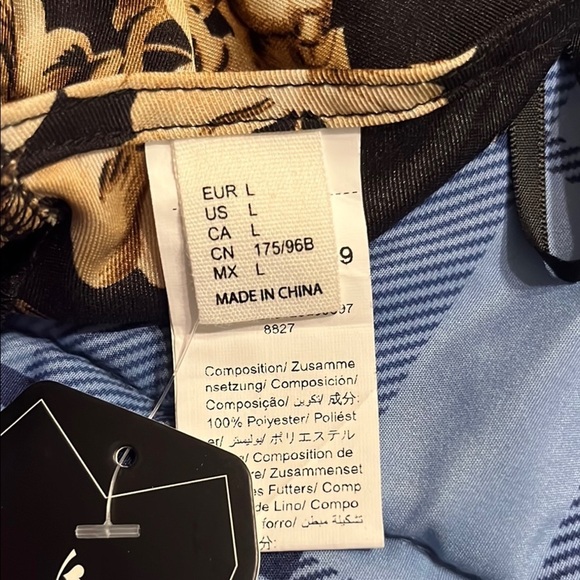 EUR L
US L
CA L
CN 175/96B
MX L
MADE IN CHINA
9
8827
Composition/ Zusamme
nsetzung/ Composición/
Composição/ تكوين/ 成分:
100% Polyester/ Poliést
er/ بوليستر/ ポリエステル
Composition de
Zusammenset
Futters/ Comp
de Lino/ Compo
forro/ تشكيلة مبطن